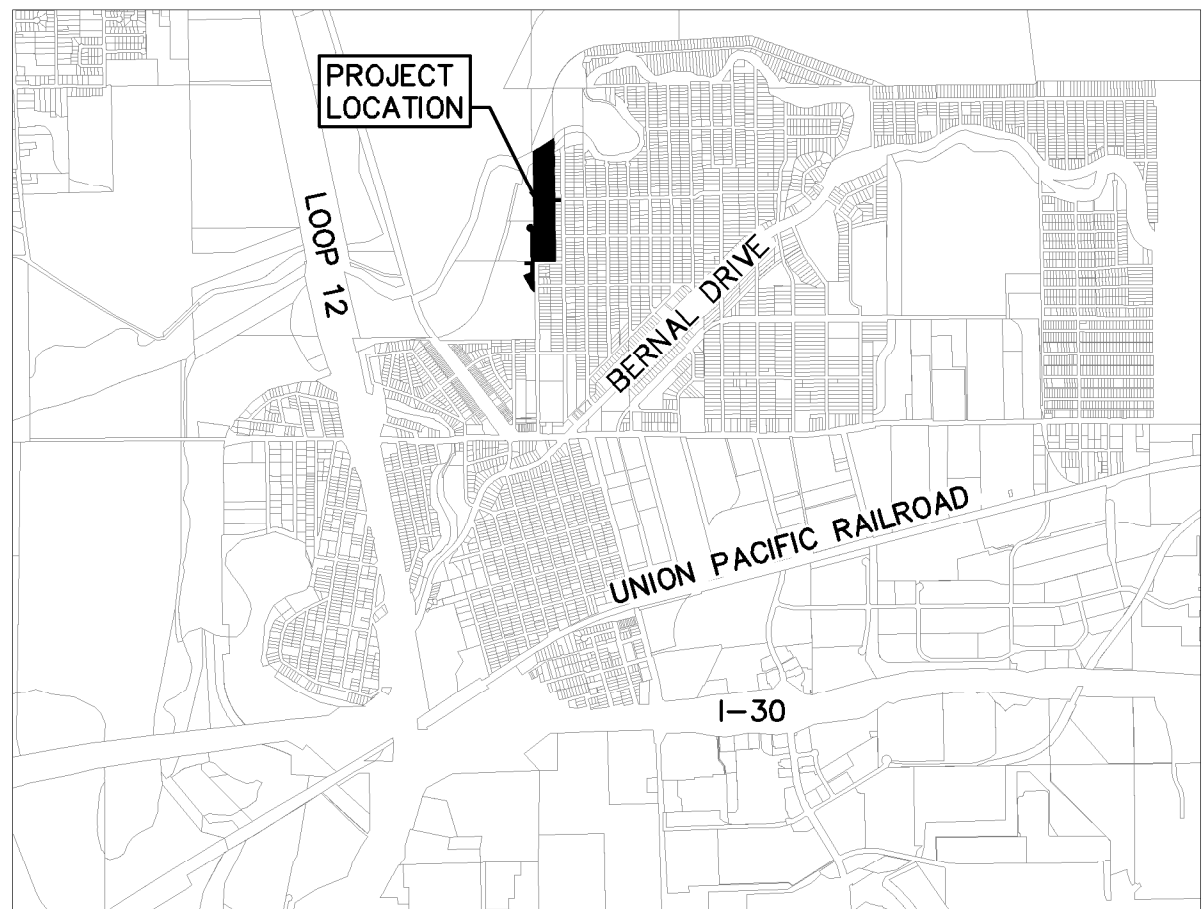 PROJECT
LOCATION
LOOP 12
BERNAL DRIVE
UNION PACIFIC RAILROAD
I-30